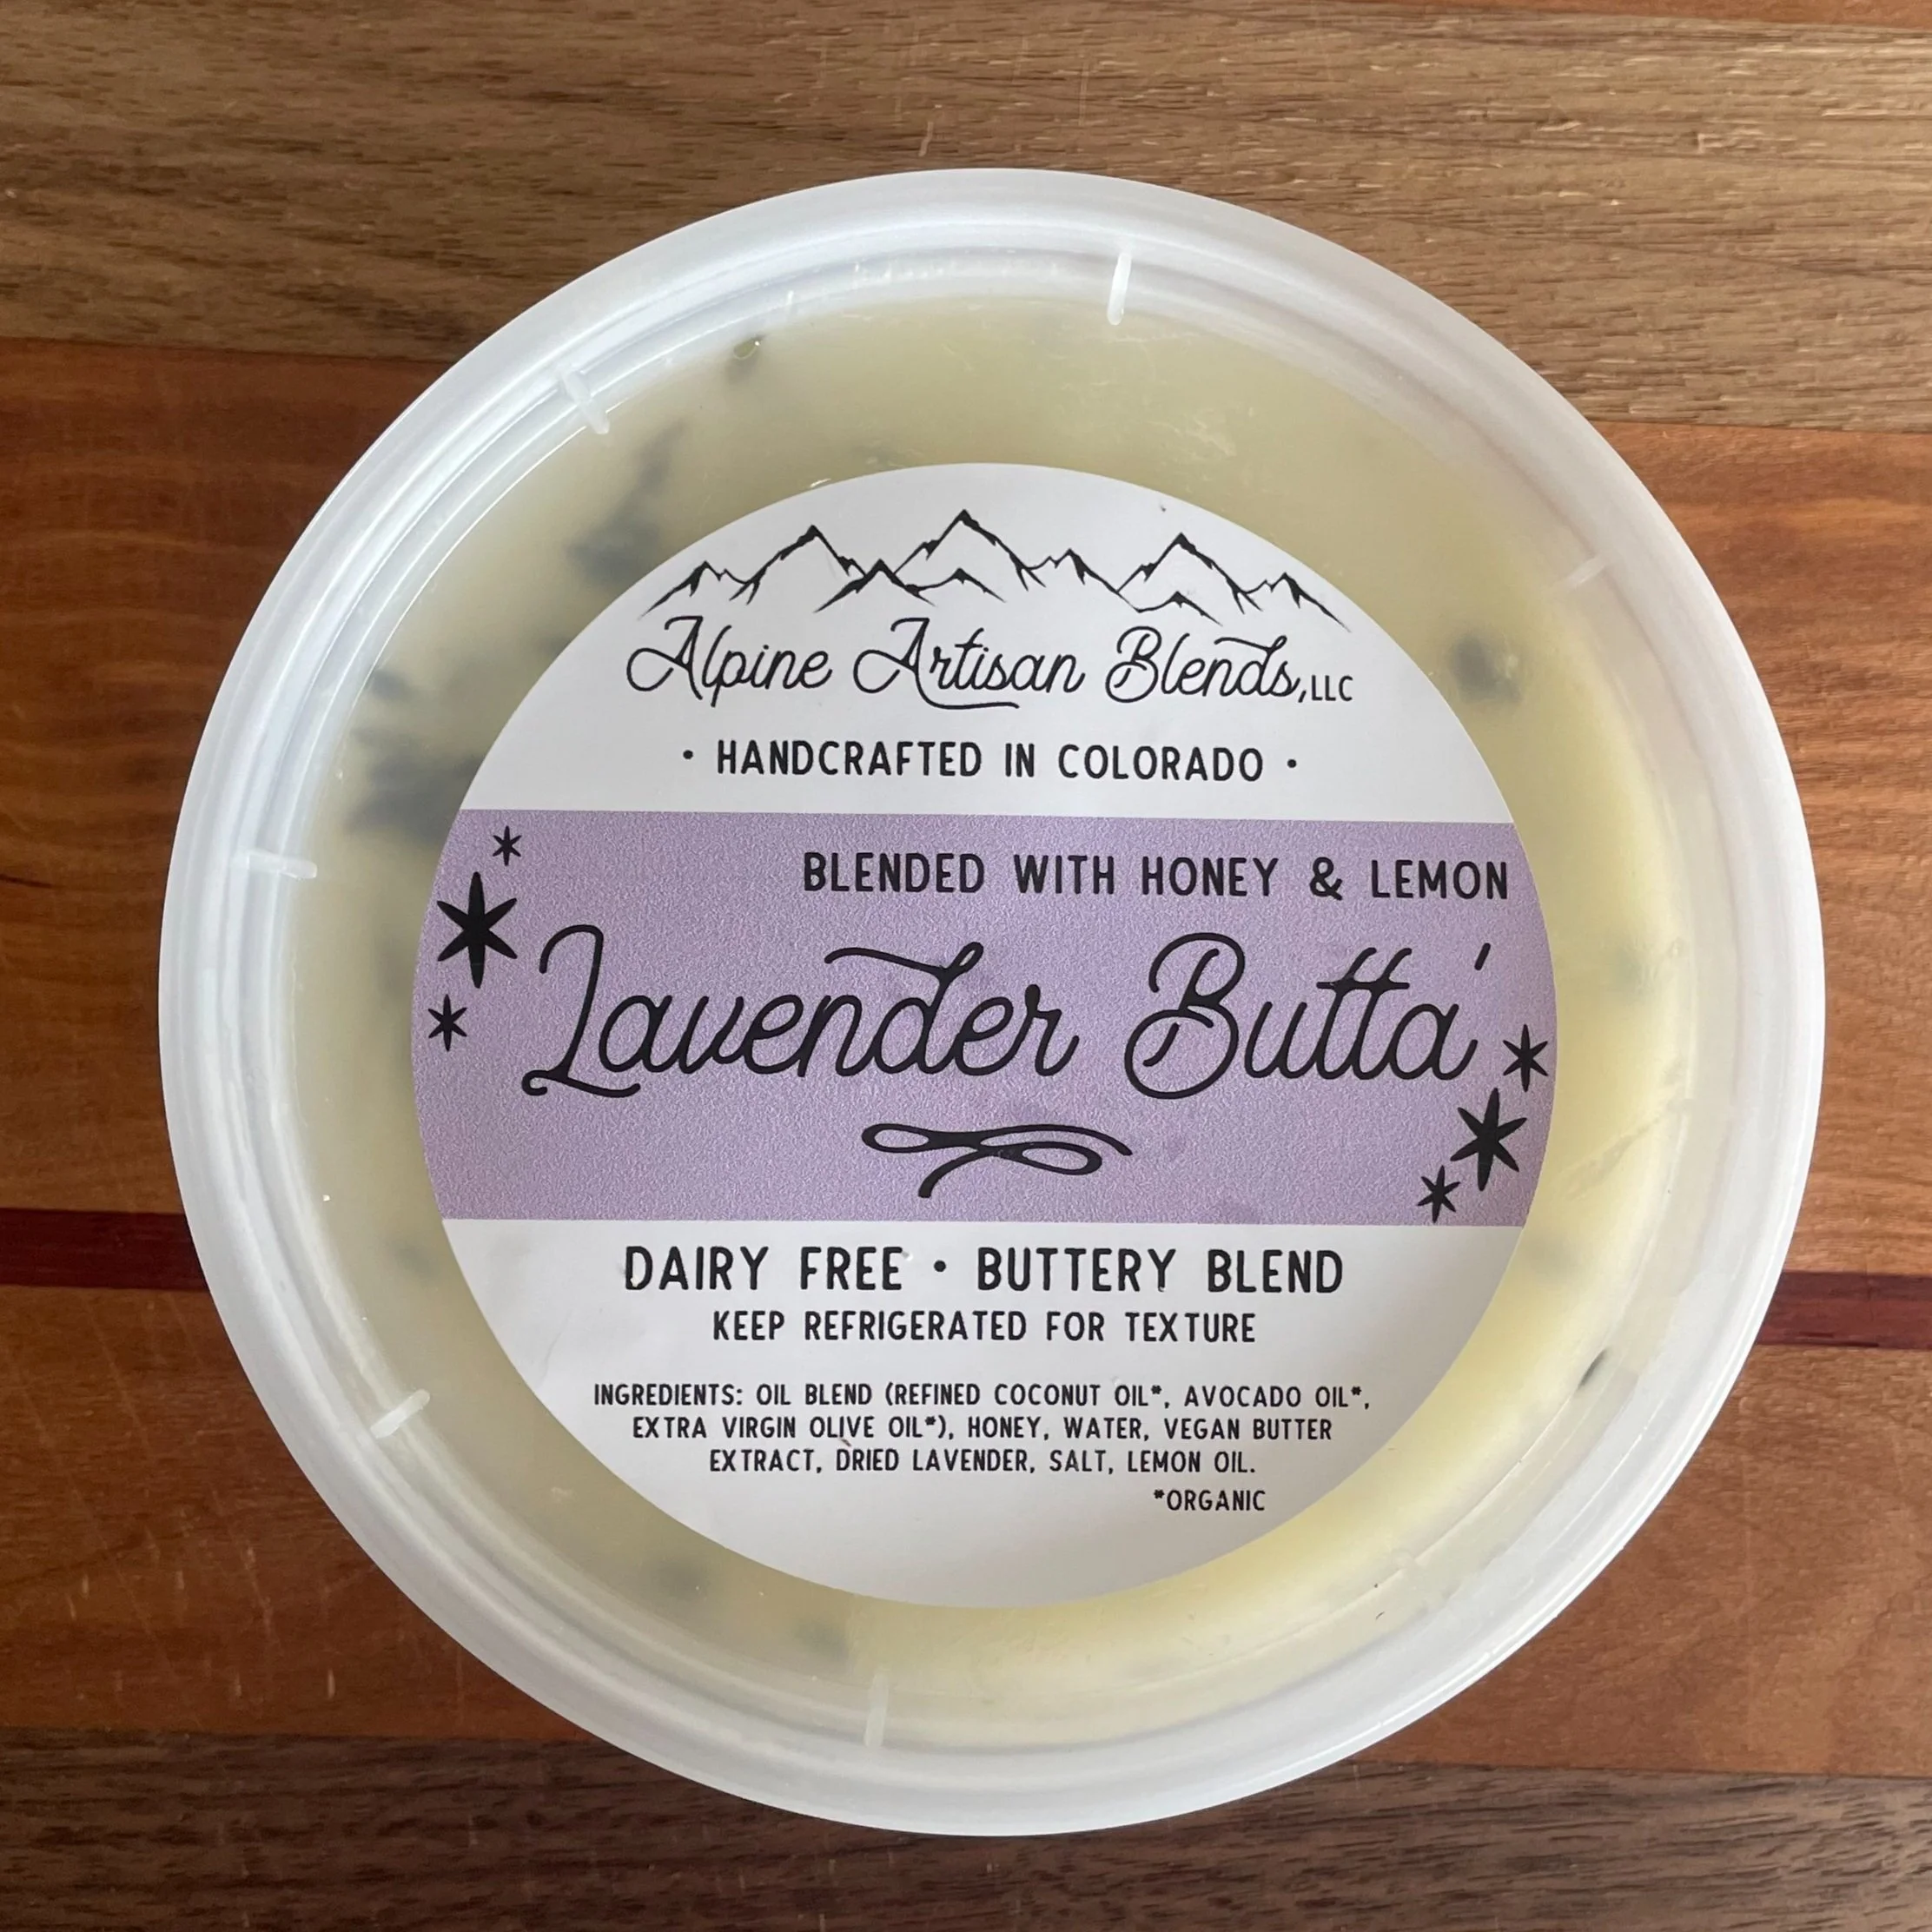 Alpine Artisan Blends, LLC
• HANDCRAFTED IN COLORADO •
BLENDED WITH HONEY & LEMON
Lavender Butta'
DAIRY FREE • BUTTERY BLEND
KEEP REFRIGERATED FOR TEXTURE
INGREDIENTS: OIL BLEND (REFINED COCONUT OIL*, AVOCADO OIL*,
EXTRA VIRGIN OLIVE OIL*), HONEY, WATER, VEGAN BUTTER
EXTRACT, DRIED LAVENDER, SALT, LEMON OIL.
*ORGANIC